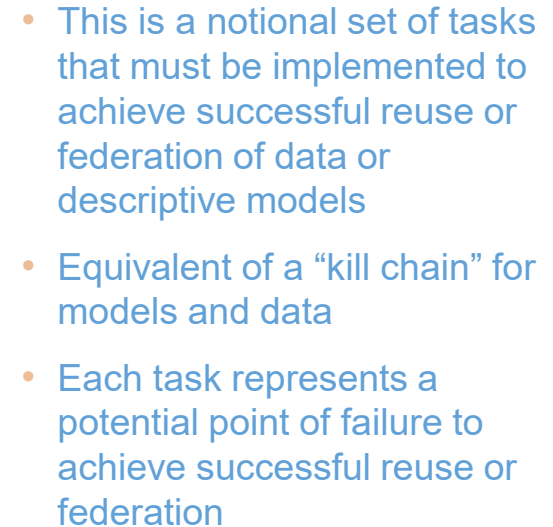 • This is a notional set of tasks
that must be implemented to
achieve successful reuse or
federation of data or
descriptive models
• Equivalent of a “kill chain” for
models and data
• Each task represents a
potential point of failure to
achieve successful reuse or
federation